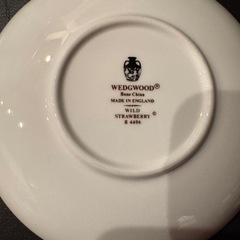 WEDGWOOD®
Bone China
MADE IN ENGLAND
WILD
STRAWBERRY ©
R 4406